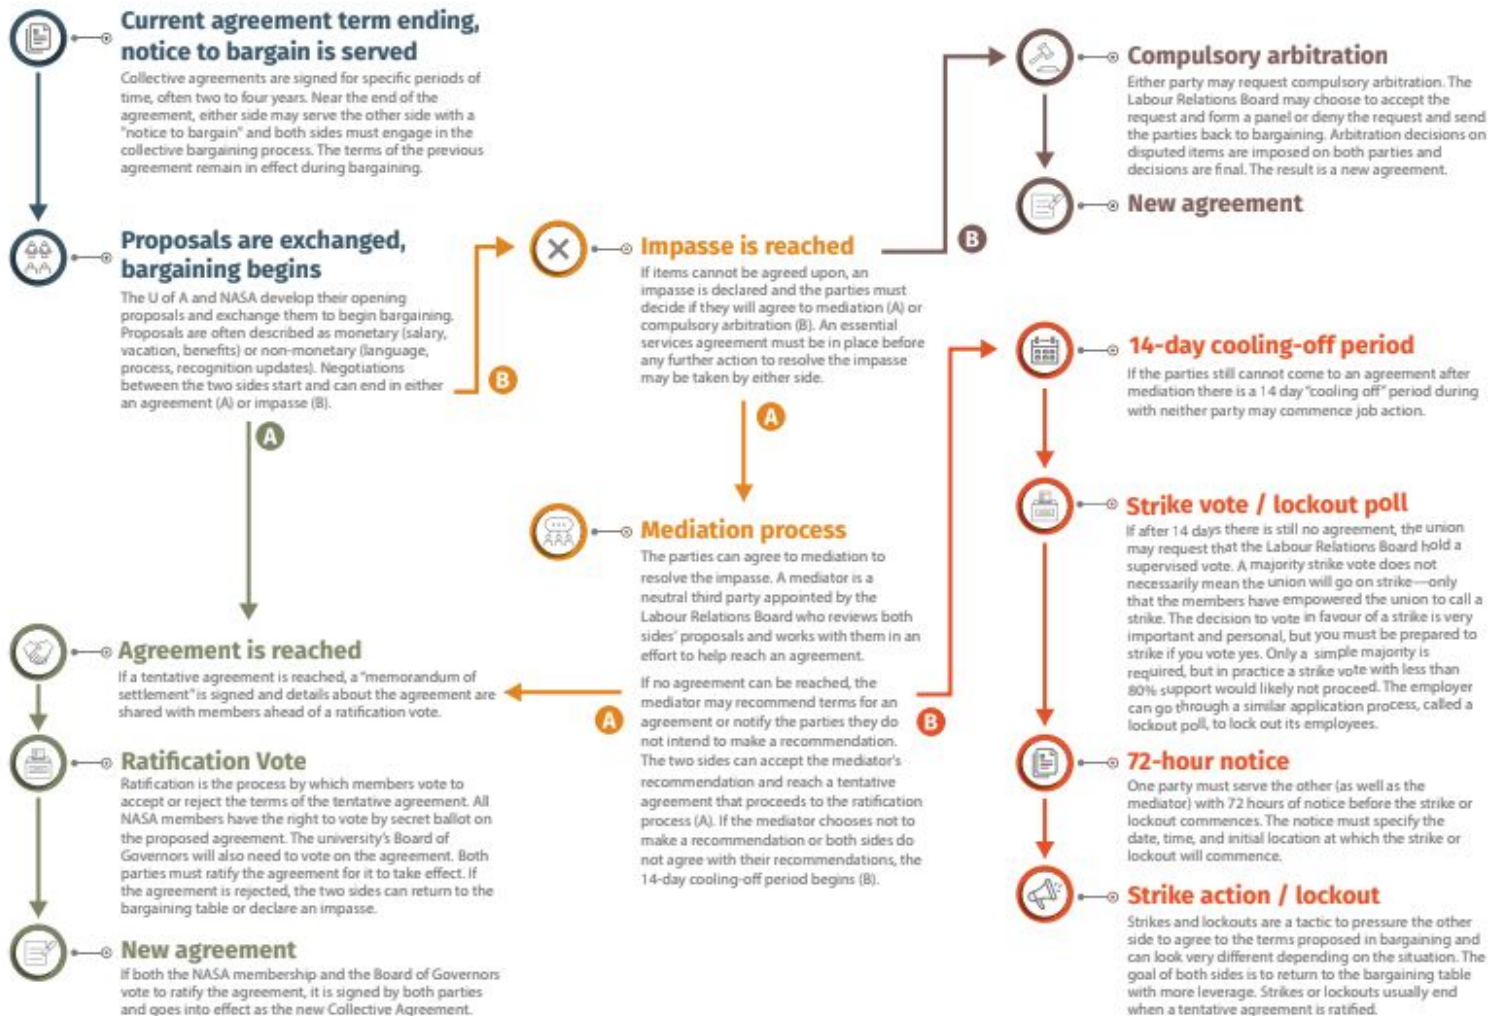 Current agreement term ending,
notice to bargain is served
Collective agreements are signed for specific periods of
time, often two to four years. Near the end of the
agreement, either side may serve the other side with a
"notice to bargain" and both sides must engage in the
collective bargaining process. The terms of the previous
agreement remain in effect during bargaining.
Proposals are exchanged,
bargaining begins
The U of A and NASA develop their opening
proposals and exchange them to begin bargaining.
Proposals are often described as monetary (salary,
vacation, benefits) or non-monetary (language,
process, recognition updates). Negotiations
between the two sides start and can end in either
an agreement (A) or impasse (B).
A
B
Agreement is reached
If a tentative agreement is reached, a "memorandum of
settlement" is signed and details about the agreement are
shared with members ahead of a ratification vote.
Ratification Vote
Ratification is the process by which members vote to
accept or reject the terms of the tentative agreement. All
NASA members have the right to vote by secret ballot on
the proposed agreement. The university's Board of
Governors will also need to vote on the agreement. Both
parties must ratify the agreement for it to take effect. If
the agreement is rejected, the two sides can return to the
bargaining table or declare an impasse.
New agreement
If both the NASA membership and the Board of Governors
vote to ratify the agreement, it is signed by both parties
and goes into effect as the new Collective Agreement.
Impasse is reached
If items cannot be agreed upon, an
impasse is declared and the parties must
decide if they will agree to mediation (A) or
compulsory arbitration (B). An essential
services agreement must be in place before
any further action to resolve the impasse
may be taken by either side.
A
B
Mediation process
The parties can agree to mediation to
resolve the impasse. A mediator is a
neutral third party appointed by the
Labour Relations Board who reviews both
sides' proposals and works with them in an
effort to help reach an agreement.
If no agreement can be reached, the
mediator may recommend terms for an
agreement or notify the parties they do
not intend to make a recommendation.
The two sides can accept the mediator's
recommendation and reach a tentative
agreement that proceeds to the ratification
process (A). If the mediator chooses not to
make a recommendation or both sides do
not agree with their recommendations, the
14-day cooling-off period begins (B).
A
B
Compulsory arbitration
Either party may request compulsory arbitration. The
Labour Relations Board may choose to accept the
request and form a panel or deny the request and send
the parties back to bargaining. Arbitration decisions on
disputed items are imposed on both parties and
decisions are final. The result is a new agreement.
New agreement
14-day cooling-off period
If the parties still cannot come to an agreement after
mediation there is a 14 day "cooling off" period during
with neither party may commence job action.
Strike vote / lockout poll
If after 14 days there is still no agreement, the union
may request that the Labour Relations Board hold a
supervised vote. A majority strike vote does not
necessarily mean the union will go on strike—only
that the members have empowered the union to call a
strike. The decision to vote in favour of a strike is very
important and personal, but you must be prepared to
strike if you vote yes. Only a simple majority is
required, but in practice a strike vote with less than
80% support would likely not proceed. The employer
can go through a similar application process, called a
lockout poll, to lock out its employees.
72-hour notice
One party must serve the other (as well as the
mediator) with 72 hours of notice before the strike or
lockout commences. The notice must specify the
date, time, and initial location at which the strike or
lockout will commence.
Strike action / lockout
Strikes and lockouts are a tactic to pressure the other
side to agree to the terms proposed in bargaining and
can look very different depending on the situation. The
goal of both sides is to return to the bargaining table
with more leverage. Strikes or lockouts usually end
when a tentative agreement is ratified.